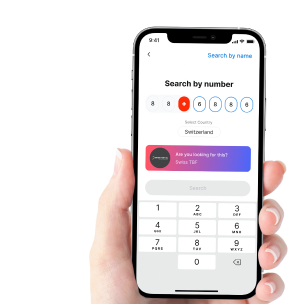 9:41
Search by name
Search by number
8 8 6 8 8 6
Select Country
Switzerland
Are you looking for this?
Swiss TBF
Search
1 2 3
ABC DEF
4 5 6
GHI JKL MNO
7 8 9
PQRS TUV WXYZ
0